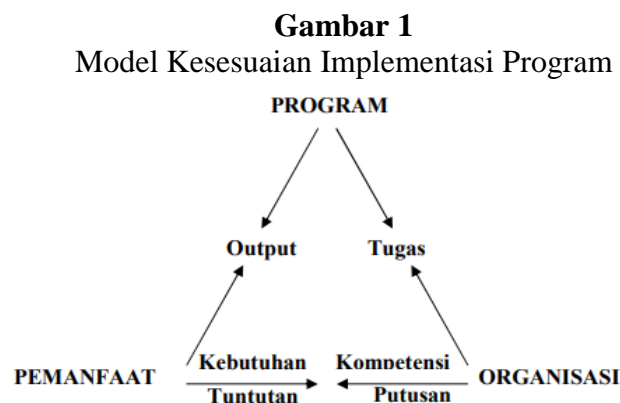 Gambar 1
Model Kesesuaian Implementasi Program
PROGRAM
Output Tugas
Kebutuhan Kompetensi
PEMANFAAT ORGANISASI
Tuntutan Putusan